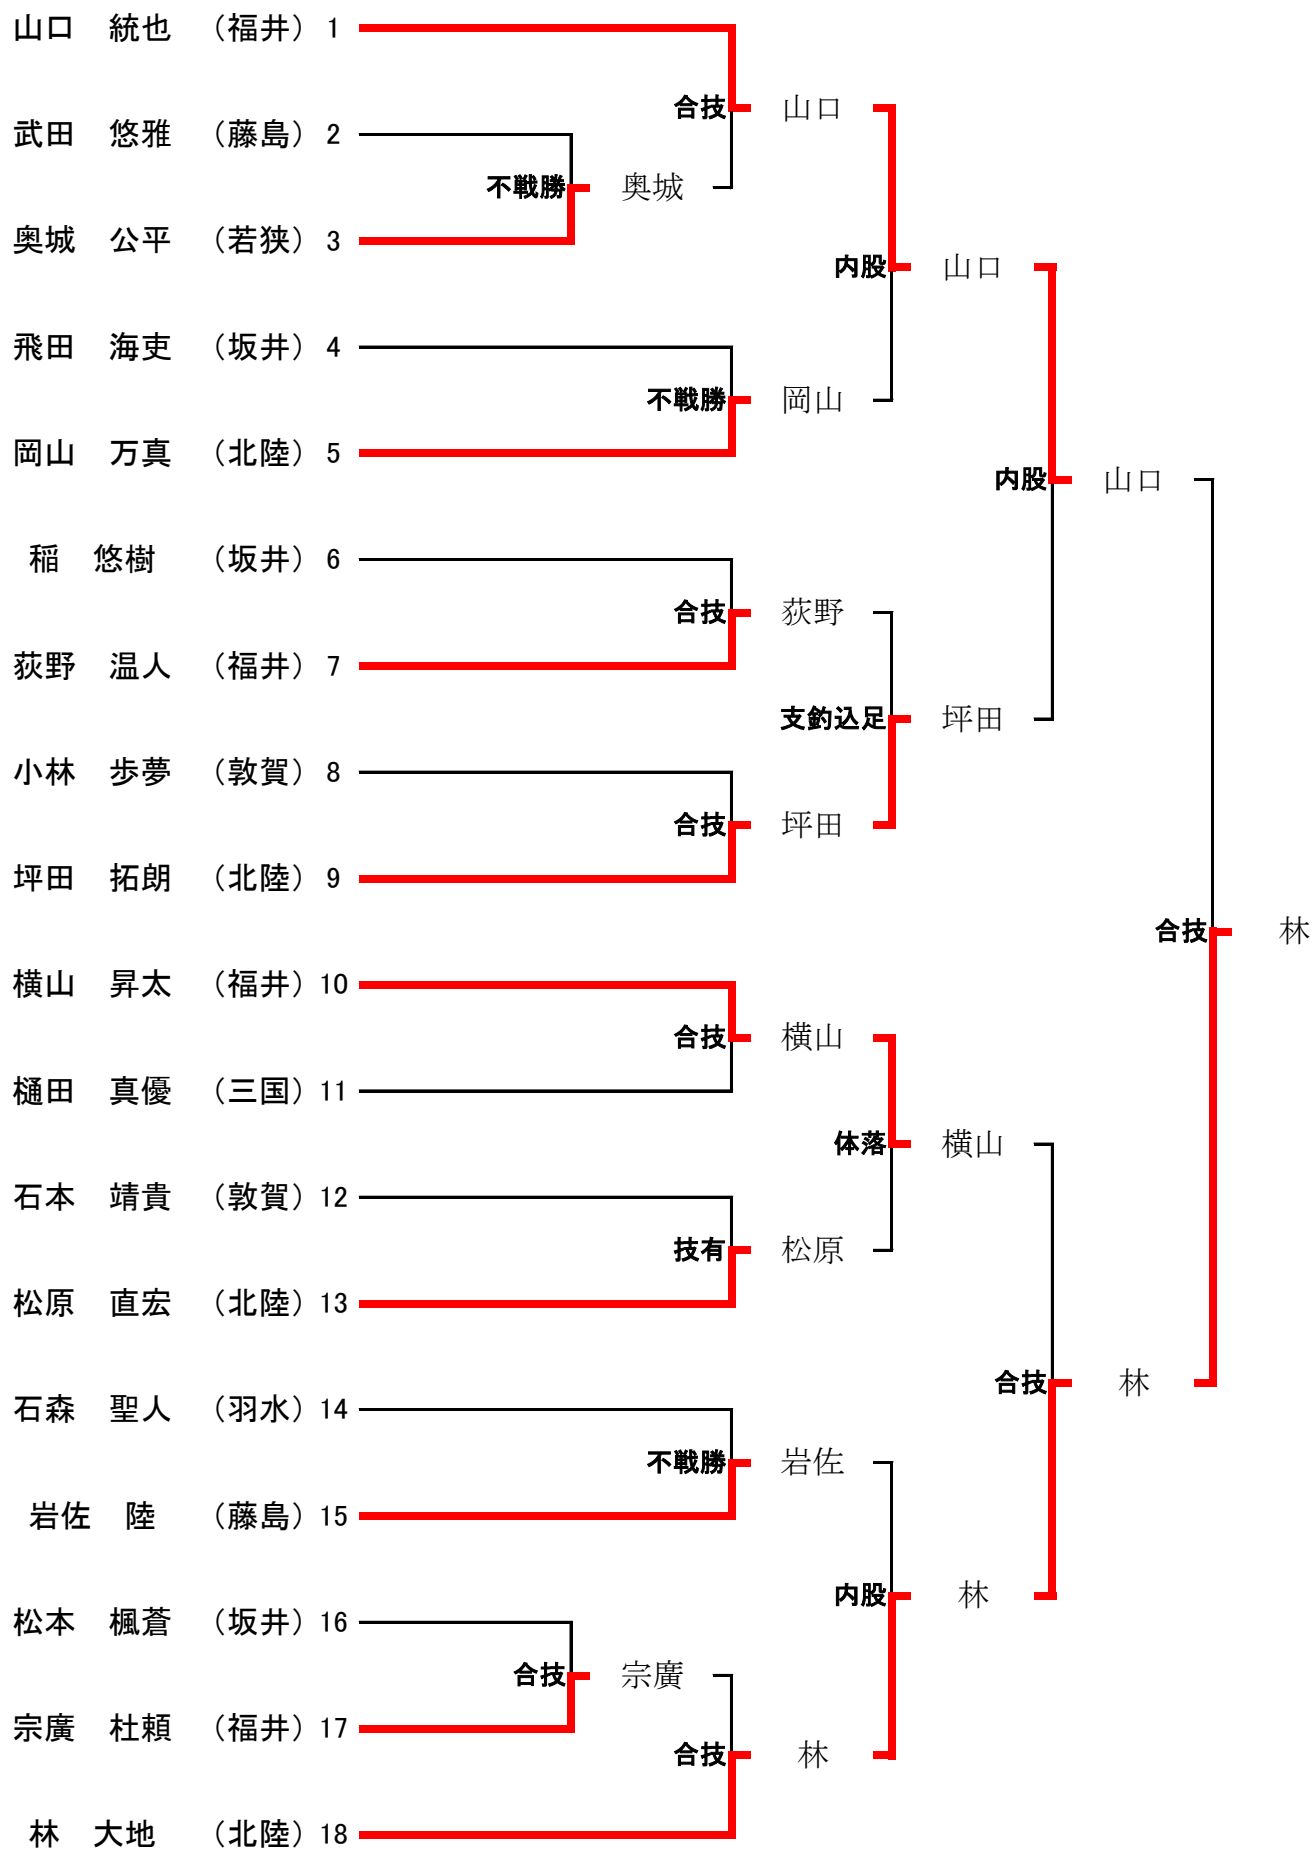 山口　統也　（福井）　1
合技　山口
武田　悠雅　（藤島）　2
不戦勝　奥城
奥城　公平　（若狭）　3
内股　山口
飛田　海吏　（坂井）　4
不戦勝　岡山
岡山　万真　（北陸）　5
内股　山口
稲　悠樹　（坂井）　6
合技　荻野
荻野　温人　（福井）　7
支釣込足　坪田
小林　歩夢　（敦賀）　8
合技　坪田
坪田　拓朗　（北陸）　9
合技　林
横山　昇太　（福井）　10
合技　横山
樋田　真優　（三国）　11
体落　横山
石本　靖貴　（敦賀）　12
技有　松原
松原　直宏　（北陸）　13
合技　林
石森　聖人　（羽水）　14
不戦勝　岩佐
岩佐　陸　（藤島）　15
内股　林
松本　楓蒼　（坂井）　16
合技　宗廣
宗廣　杜頼　（福井）　17
合技　林
林　大地　（北陸）　18